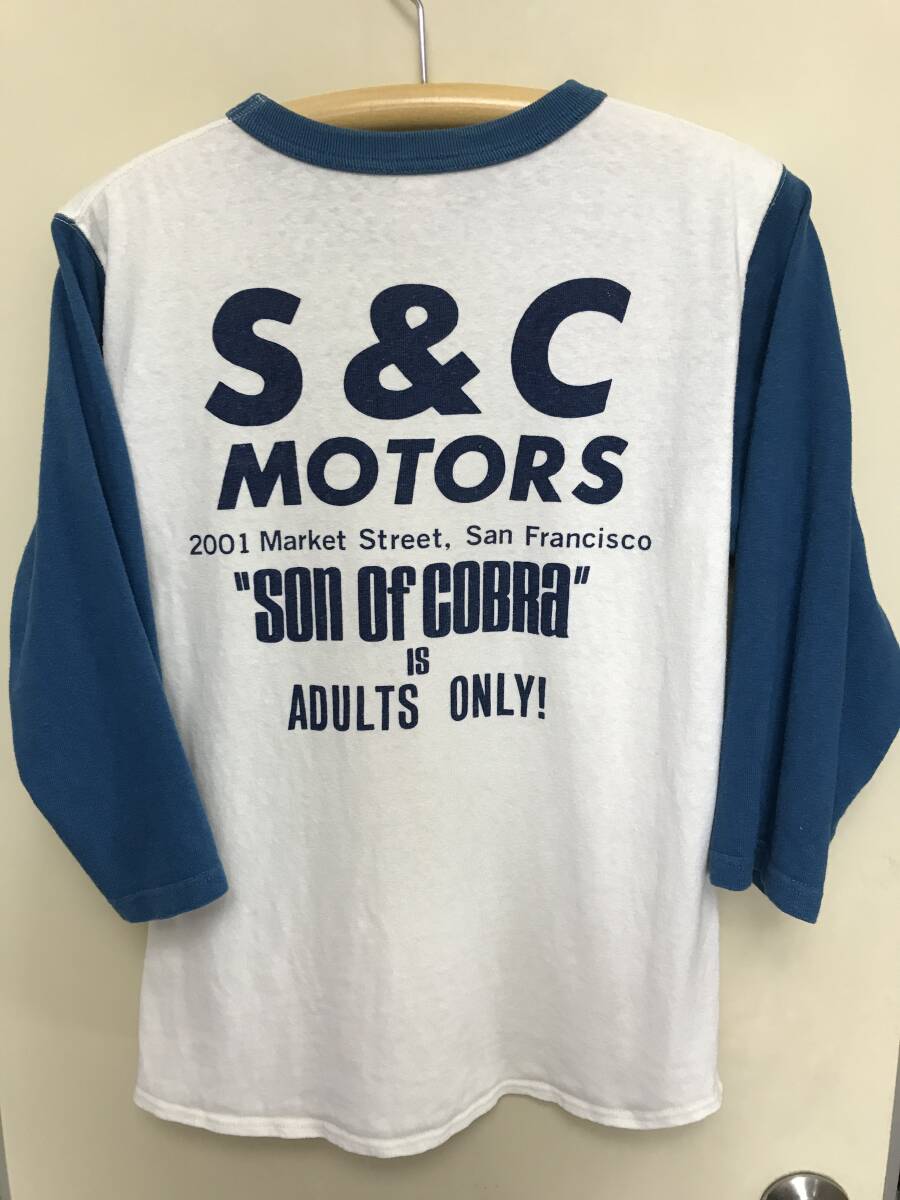 S & C
MOTORS
2001 Market Street, San Francisco
"SON OF COBRA"
IS
ADULTS ONLY!